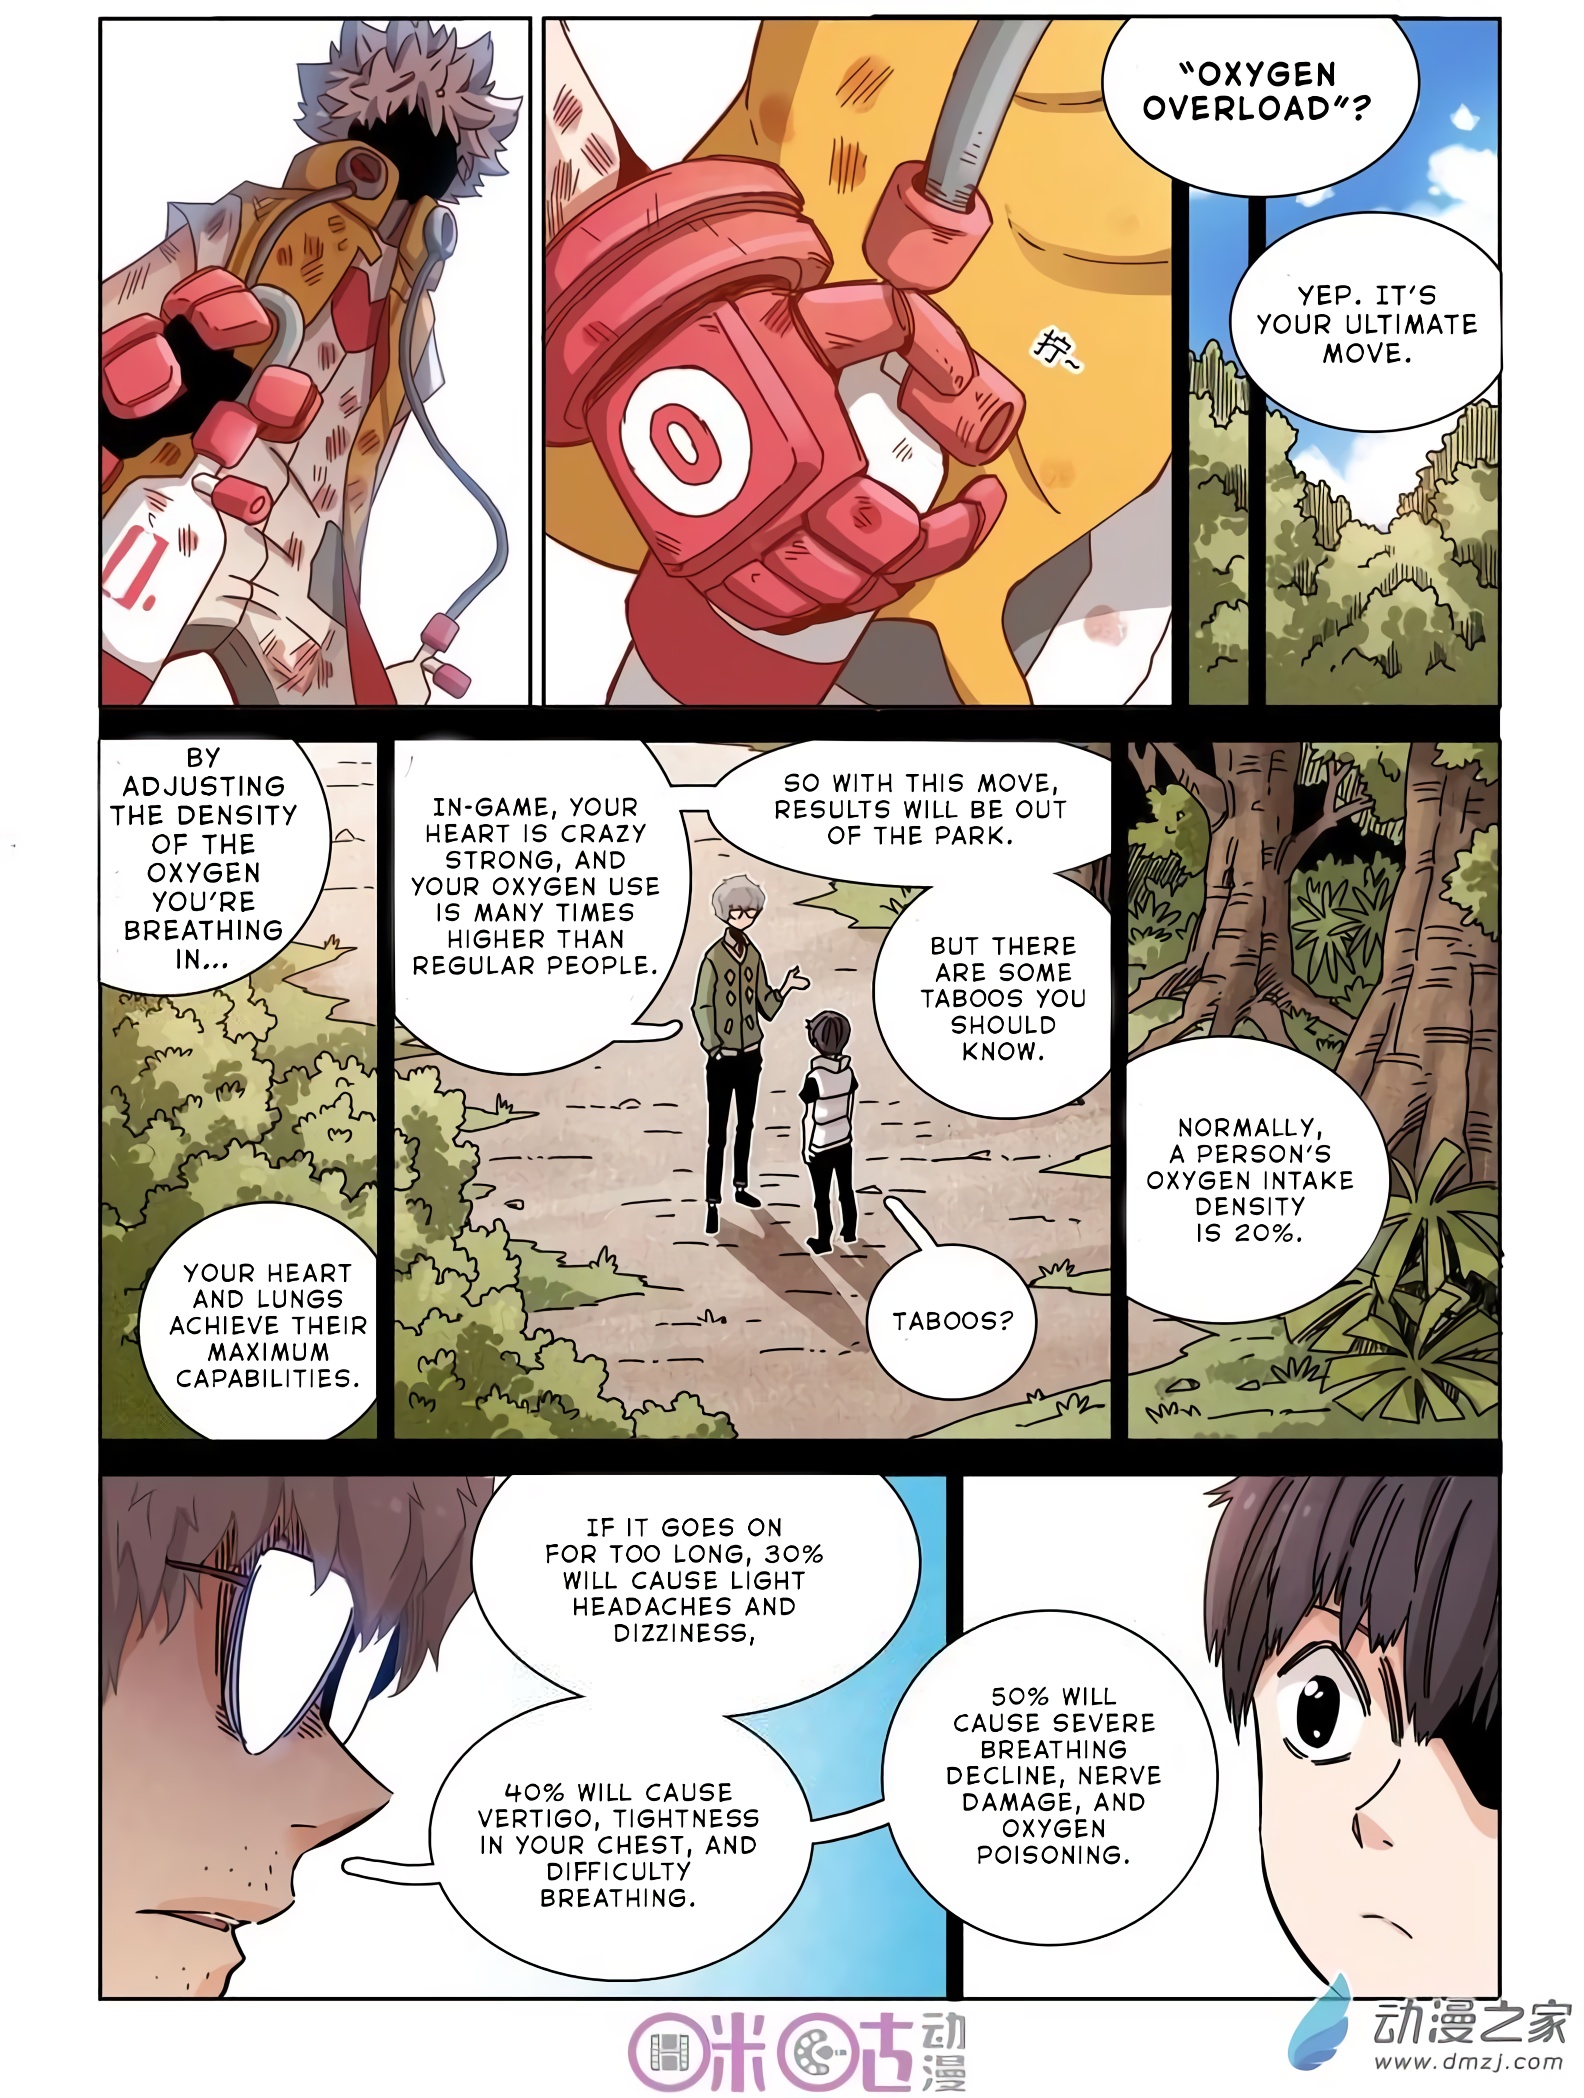 "OXYGEN
OVERLOAD"?
YEP. IT'S
YOUR ULTIMATE
MOVE.
拧~
BY
ADJUSTING
THE DENSITY
OF THE
OXYGEN
YOU'RE
BREATHING
IN...
YOUR HEART
AND LUNGS
ACHIEVE THEIR
MAXIMUM
CAPABILITIES.
IN-GAME, YOUR
HEART IS CRAZY
STRONG, AND
YOUR OXYGEN USE
IS MANY TIMES
HIGHER THAN
REGULAR PEOPLE.
SO WITH THIS MOVE,
RESULTS WILL BE OUT
OF THE PARK.
BUT THERE
ARE SOME
TABOOS YOU
SHOULD
KNOW.
TABOOS?
NORMALLY,
A PERSON'S
OXYGEN INTAKE
DENSITY
IS 20%.
IF IT GOES ON
FOR TOO LONG, 30%
WILL CAUSE LIGHT
HEADACHES AND
DIZZINESS,
40% WILL CAUSE
VERTIGO, TIGHTNESS
IN YOUR CHEST, AND
DIFFICULTY
BREATHING.
50% WILL
CAUSE SEVERE
BREATHING
DECLINE, NERVE
DAMAGE, AND
OXYGEN
POISONING.
咪咕动漫
动漫之家
www.dmzj.com